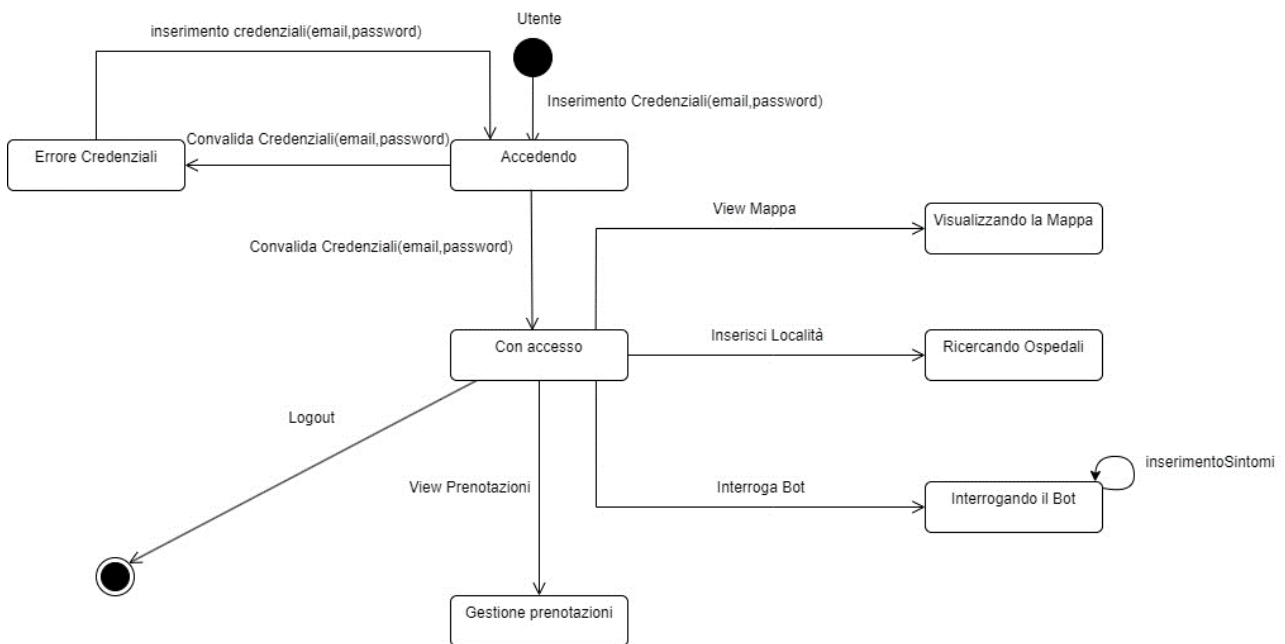 Utente
inserimento credenziali(email,password)
Inserimento Credenziali(email,password)
Convalida Credenziali(email,password)
Errore Credenziali
Accedendo
View Mappa
Visualizzando la Mappa
Convalida Credenziali(email,password)
Inserisci Località
Con accesso
Ricercando Ospedali
Logout
inserimentoSintomi
View Prenotazioni
Interroga Bot
Interrogando il Bot
Gestione prenotazioni